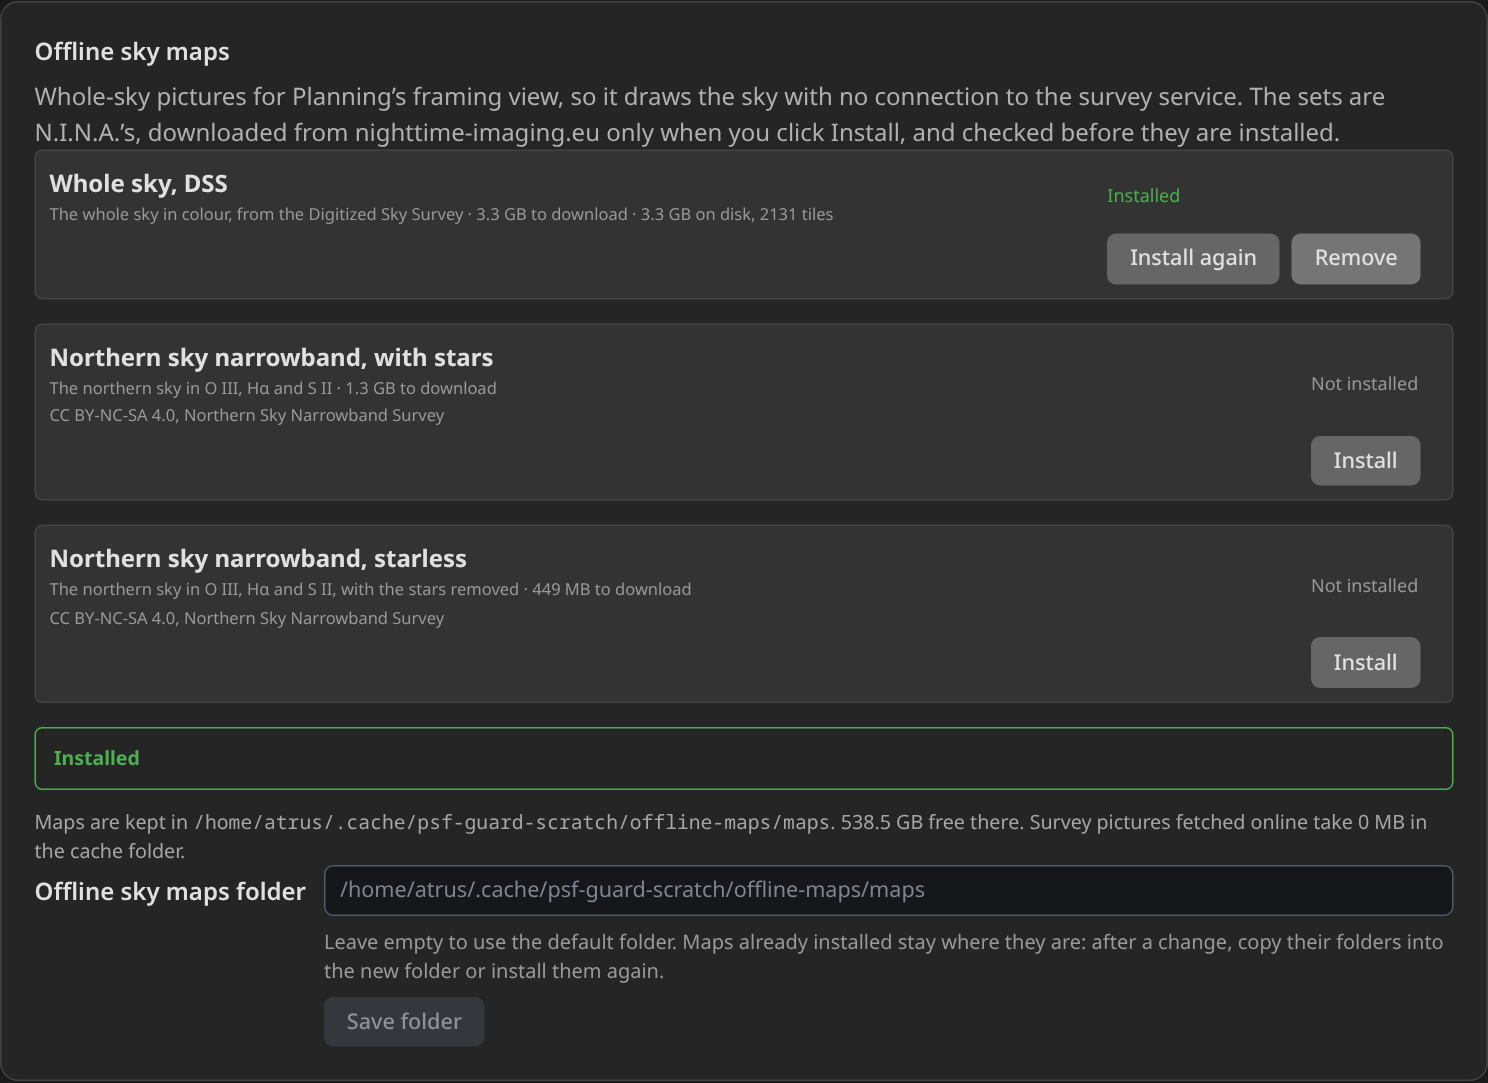 Offline sky maps
Whole-sky pictures for Planning’s framing view, so it draws the sky with no connection to the survey service. The sets are
N.I.N.A.’s, downloaded from nighttime-imaging.eu only when you click Install, and checked before they are installed.
Whole sky, DSS
The whole sky in colour, from the Digitized Sky Survey · 3.3 GB to download · 3.3 GB on disk, 2131 tiles
Installed
Install again
Remove
Northern sky narrowband, with stars
The northern sky in O III, Hα and S II · 1.3 GB to download
CC BY-NC-SA 4.0, Northern Sky Narrowband Survey
Not installed
Install
Northern sky narrowband, starless
The northern sky in O III, Hα and S II, with the stars removed · 449 MB to download
CC BY-NC-SA 4.0, Northern Sky Narrowband Survey
Not installed
Install
Installed
Maps are kept in /home/atrus/.cache/psf-guard-scratch/offline-maps/maps. 538.5 GB free there. Survey pictures fetched online take 0 MB in
the cache folder.
Offline sky maps folder
/home/atrus/.cache/psf-guard-scratch/offline-maps/maps
Leave empty to use the default folder. Maps already installed stay where they are: after a change, copy their folders into
the new folder or install them again.
Save folder